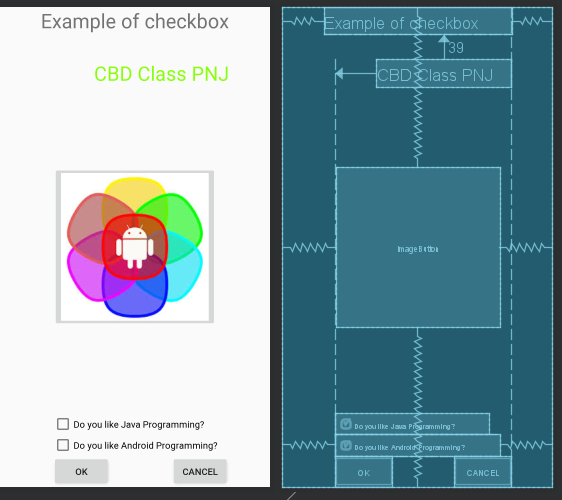 Example of checkbox
CBD Class PNJ
Do you like Java Programming?
Do you like Android Programming?
OK
CANCEL
Example of checkbox
39
CBD Class PNJ
ImageButton
Do you like Java Programming?
Do you like Android Programming?
OK
CANCEL